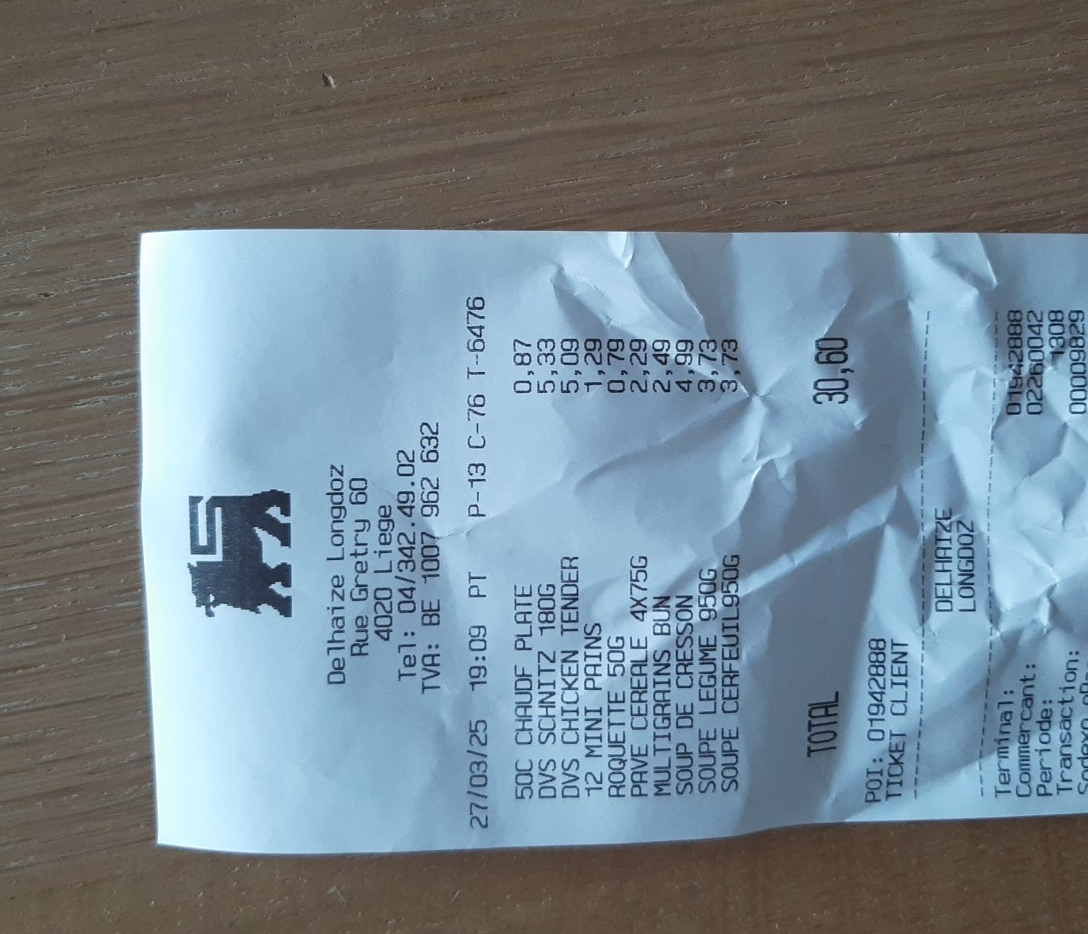 Delhaize Longdoz
Rue Gretry 60
4020 Liege
Tel: 04/342.49.02
TVA: BE 1007 962 632
27/03/25 19:09 PT P-13 C-76 T-6476
50C CHAUDF PLATE 0,87
DVS SCHNITZ 180G 5,33
DVS CHICKEN TENDER 5,09
12 MINI PAINS 1,29
ROQUETTE 50G 0,79
PAVE CEREALE 4X75G 2,29
MULTIGRAINS BUN 2,49
SOUP DE CRESSON 4,99
SOUPE LEGUME 950G 3,73
SOUPE CERFEUIL950G 3,73
TOTAL 30,60
POI: 01942888
TICKET CLIENT
DELHAIZE
LONGDOZ
Terminal: 01942888
Commercant: 02260042
Periode: 1308
Transaction: 00009829